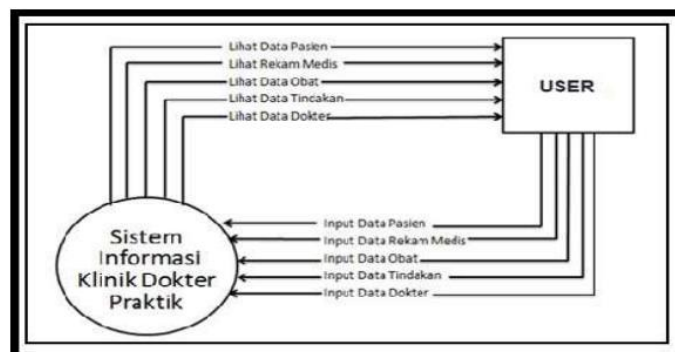 Lihat Data Pasien
Lihat Rekam Medis
Lihat Data Obat
Lihat Data Tindakan
Lihat Data Dokter
USER
Input Data Pasien
Input Data Rekam Medis
Input Data Obat
Input Data Tindakan
Input Data Dokter
Sistem
Informasi
Klinik Dokter
Praktik